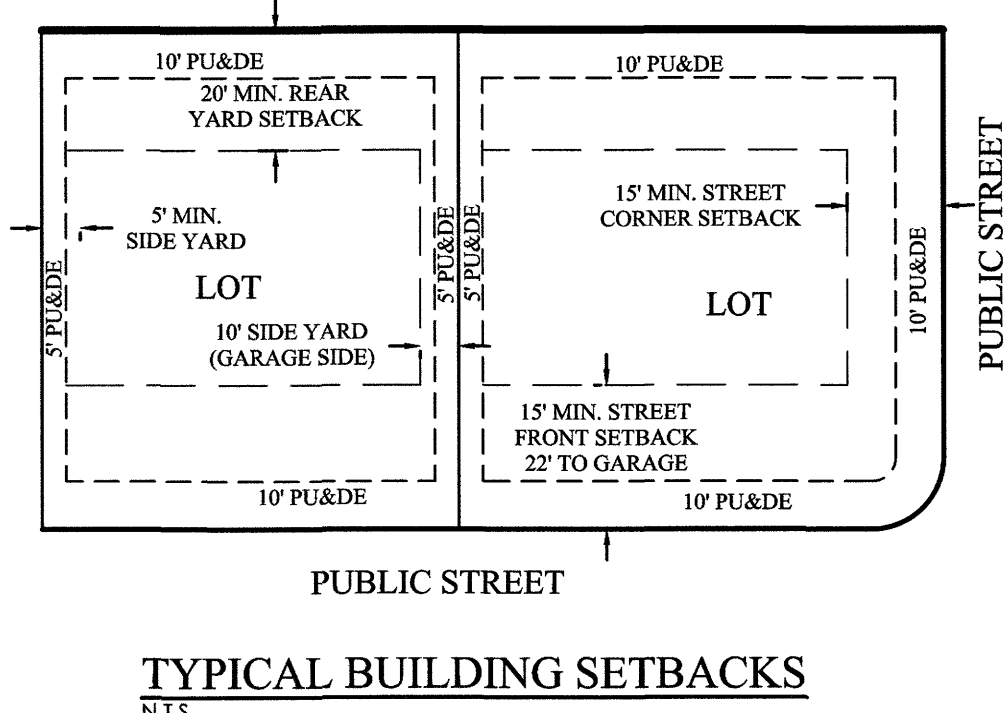 10' PU&DE
20' MIN. REAR
YARD SETBACK
10' PU&DE
5' MIN.
SIDE YARD
15' MIN. STREET
CORNER SETBACK
PUBLIC STREET
5' PU&DE
LOT
5' PU&DE
5' PU&DE
LOT
10' PU&DE
10' SIDE YARD
(GARAGE SIDE)
15' MIN. STREET
FRONT SETBACK
22' TO GARAGE
10' PU&DE
10' PU&DE
PUBLIC STREET
TYPICAL BUILDING SETBACKS
N.T.S.